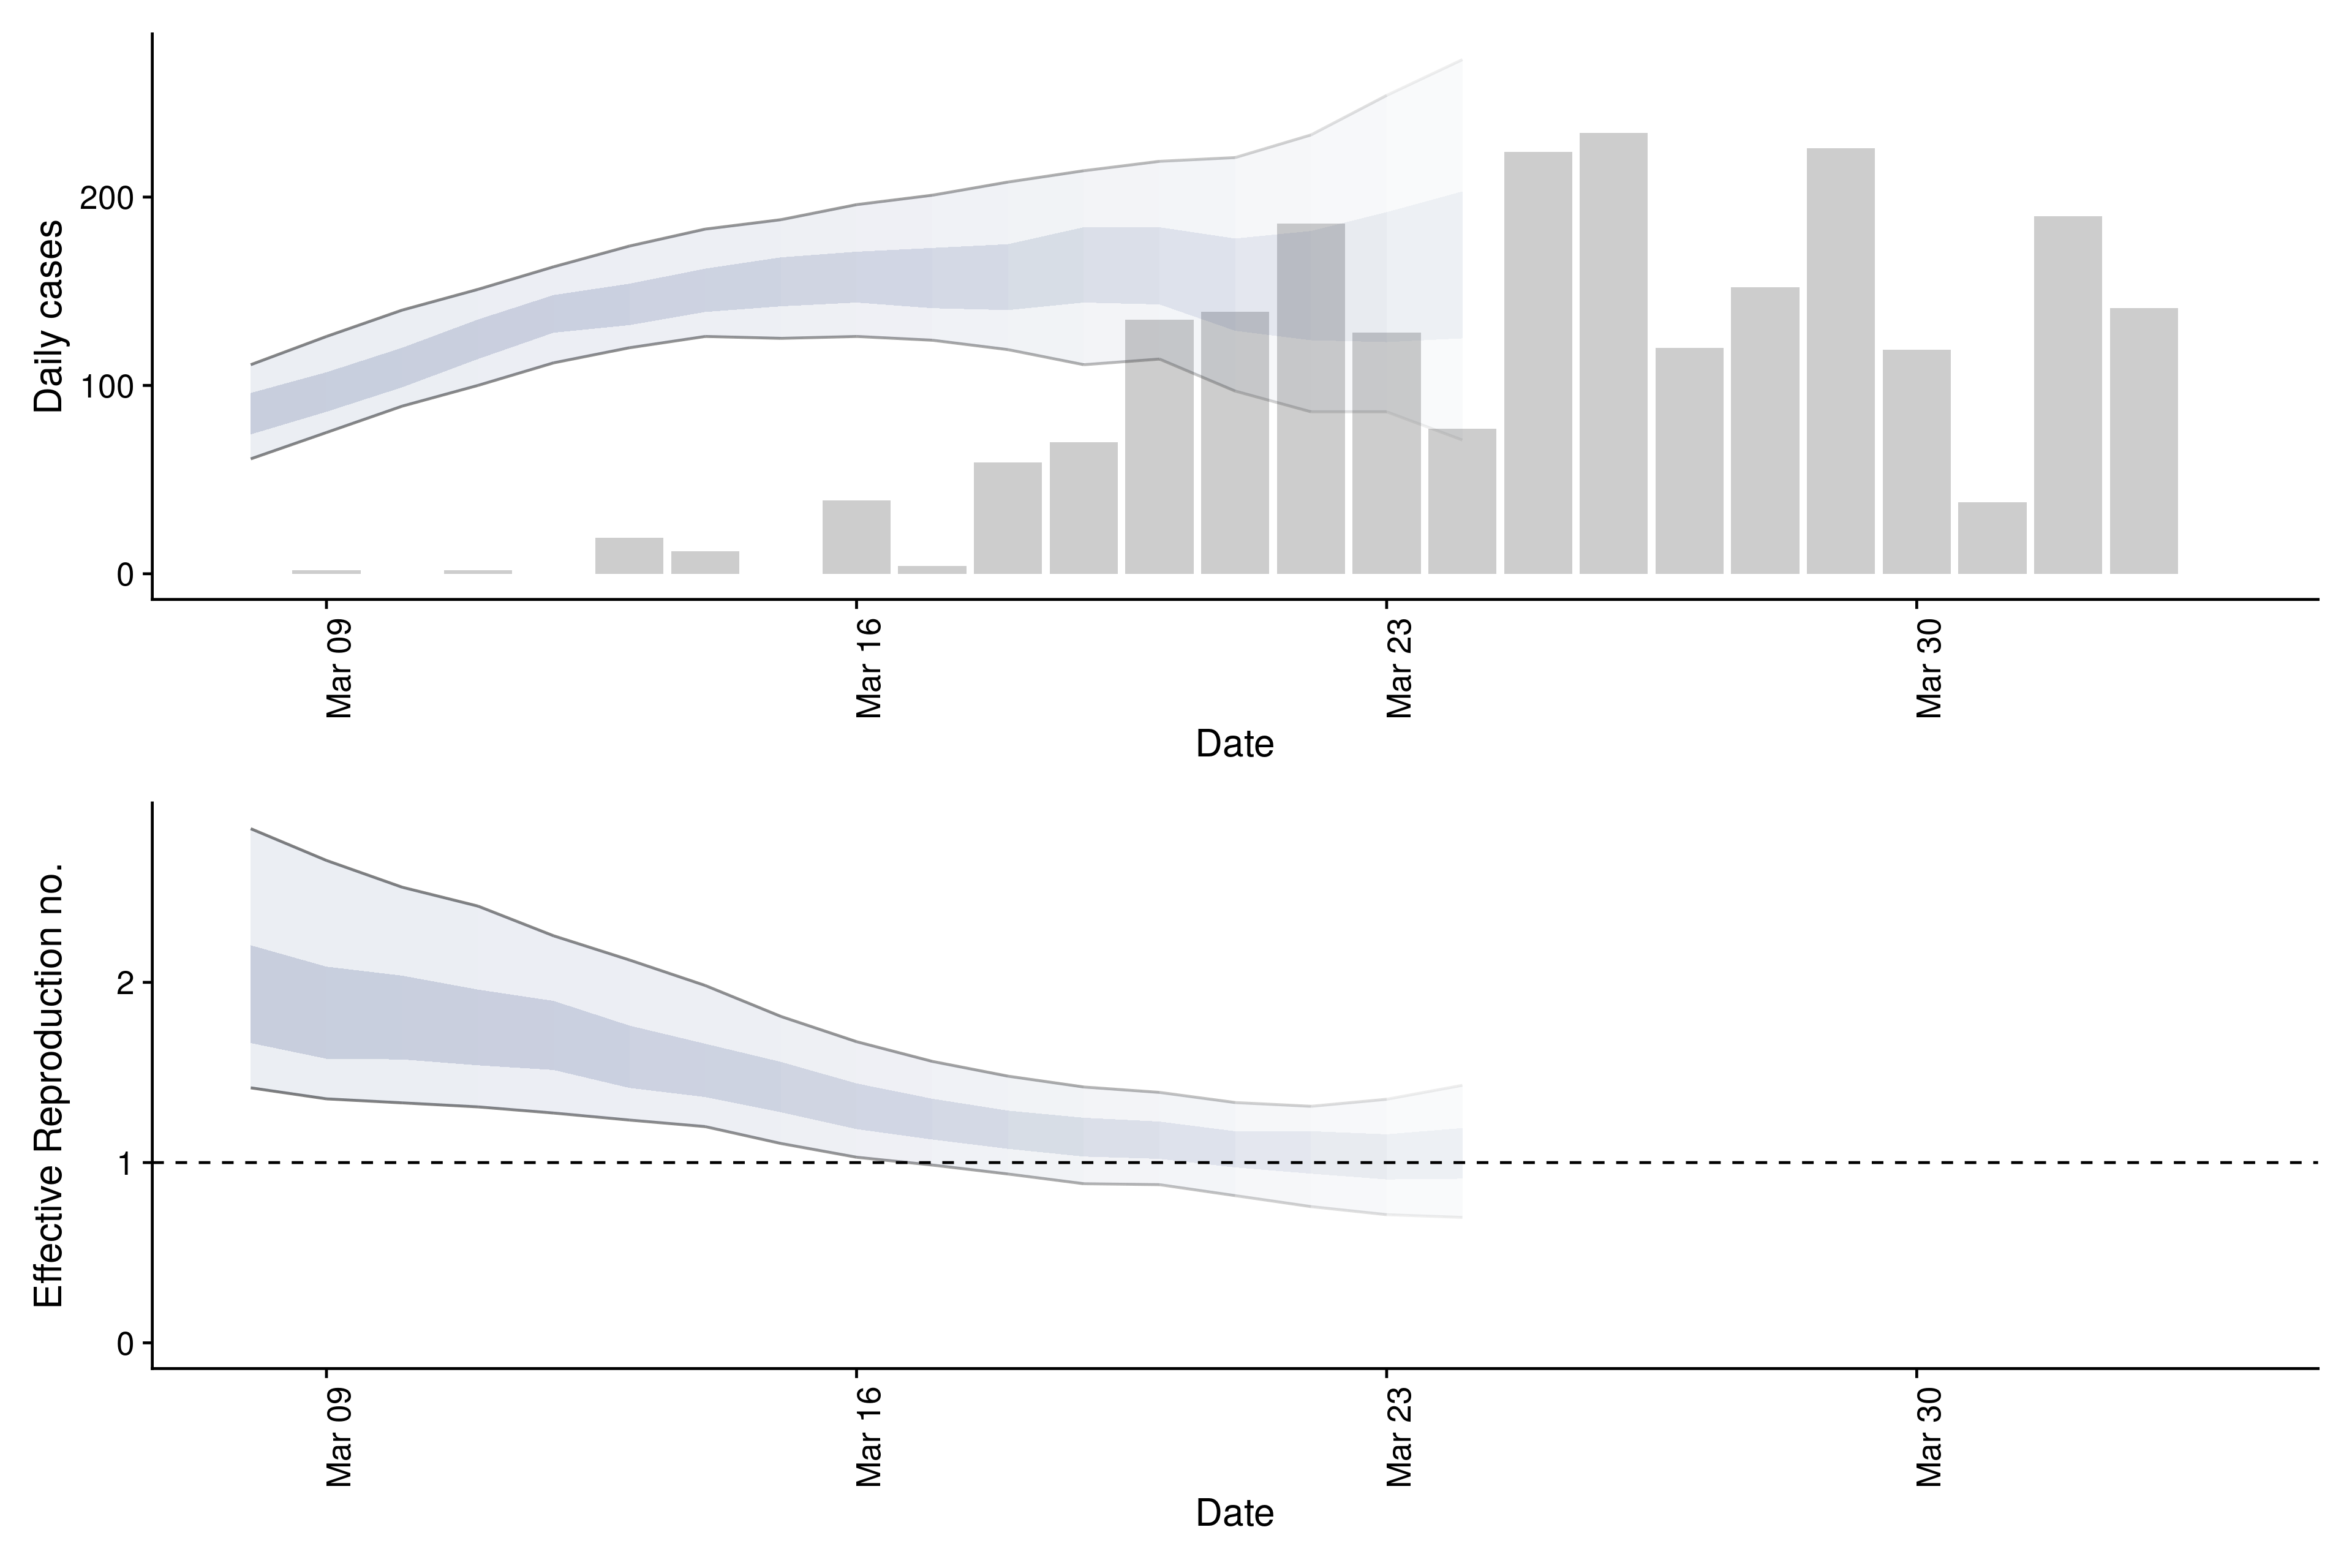 Daily cases
200
100
0
Mar 09
Mar 16
Mar 23
Mar 30
Date
Effective Reproduction no.
2
1
0
Mar 09
Mar 16
Mar 23
Mar 30
Date